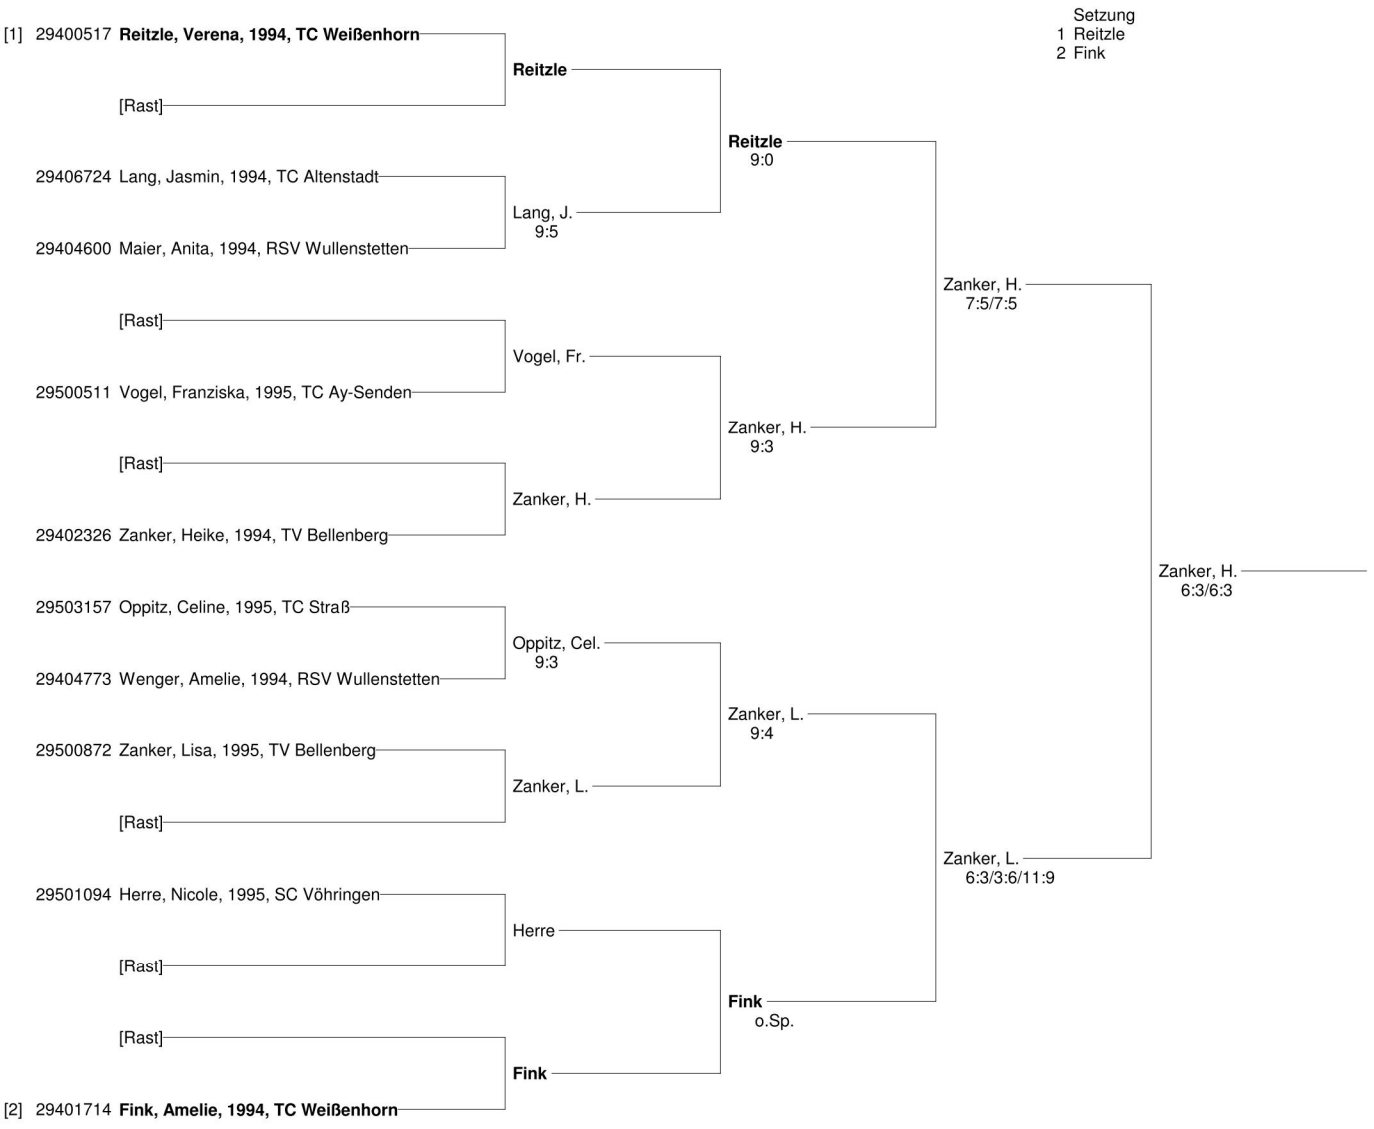 Setzung
1 Reitzle
2 Fink
[1] 29400517 Reitzle, Verena, 1994, TC Weißenhorn
Reitzle
[Rast]
Reitzle
9:0
29406724 Lang, Jasmin, 1994, TC Altenstadt
Lang, J.
9:5
29404600 Maier, Anita, 1994, RSV Wullenstetten
Zanker, H.
7:5/7:5
[Rast]
Vogel, Fr.
29500511 Vogel, Franziska, 1995, TC Ay-Senden
Zanker, H.
9:3
[Rast]
Zanker, H.
29402326 Zanker, Heike, 1994, TV Bellenberg
Zanker, H.
6:3/6:3
29503157 Oppitz, Celine, 1995, TC Straß
Oppitz, Cel.
9:3
29404773 Wenger, Amelie, 1994, RSV Wullenstetten
Zanker, L.
9:4
29500872 Zanker, Lisa, 1995, TV Bellenberg
Zanker, L.
[Rast]
Zanker, L.
6:3/3:6/11:9
29501094 Herre, Nicole, 1995, SC Vöhringen
Herre
[Rast]
Fink
o.Sp.
[Rast]
Fink
[2] 29401714 Fink, Amelie, 1994, TC Weißenhorn